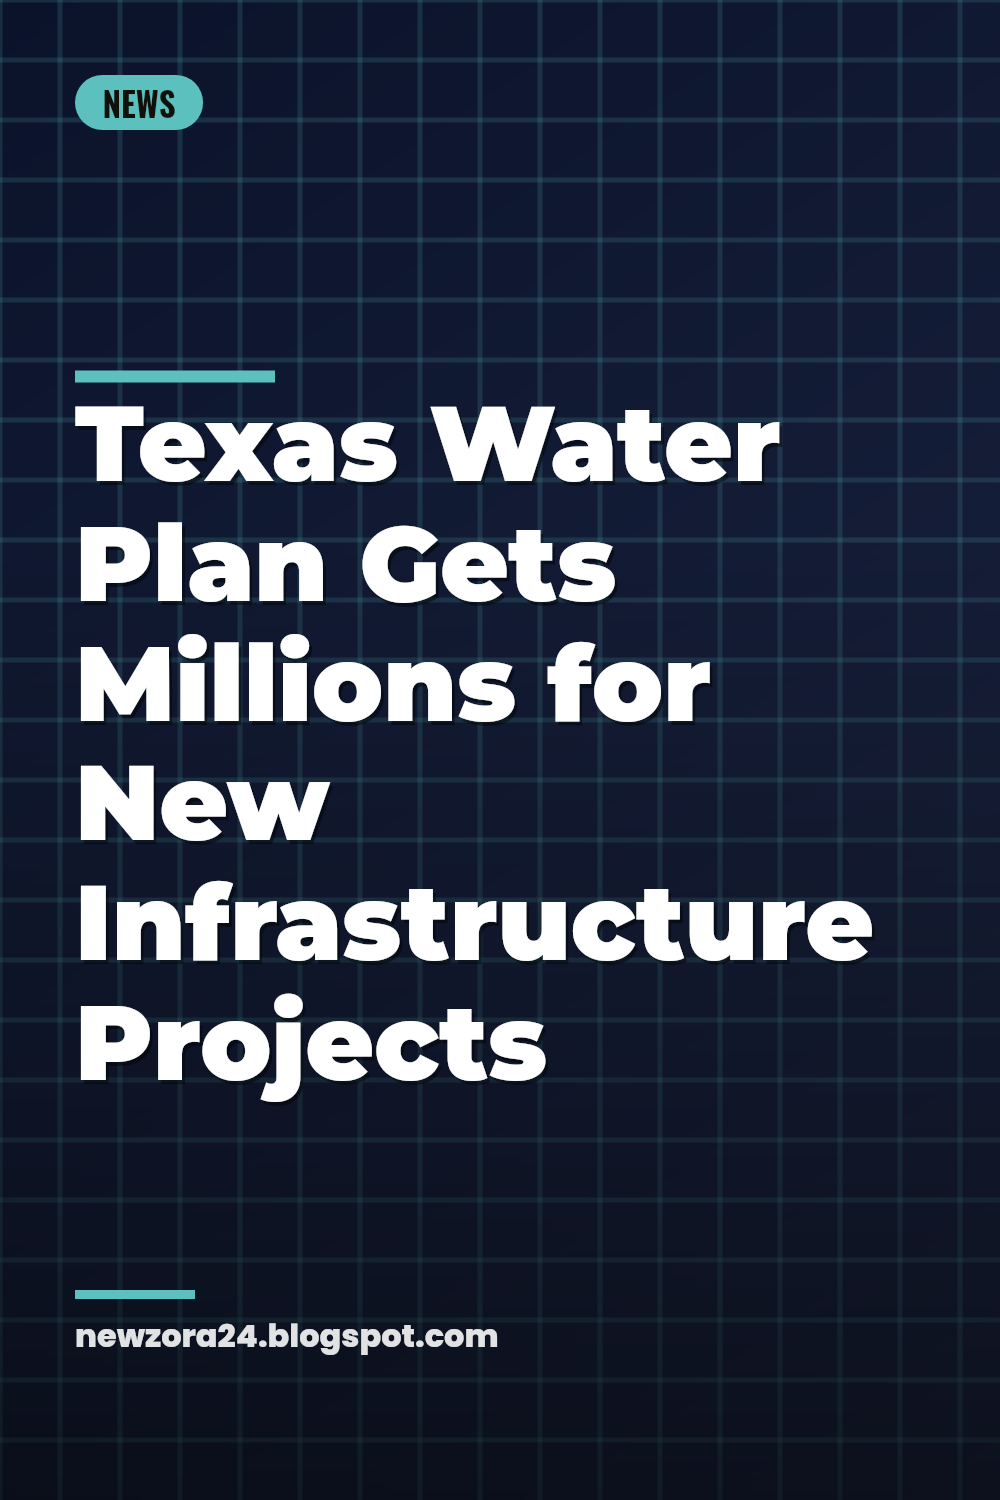 NEWS
Texas Water
Plan Gets
Millions for
New
Infrastructure
Projects
newzora24.blogspot.com